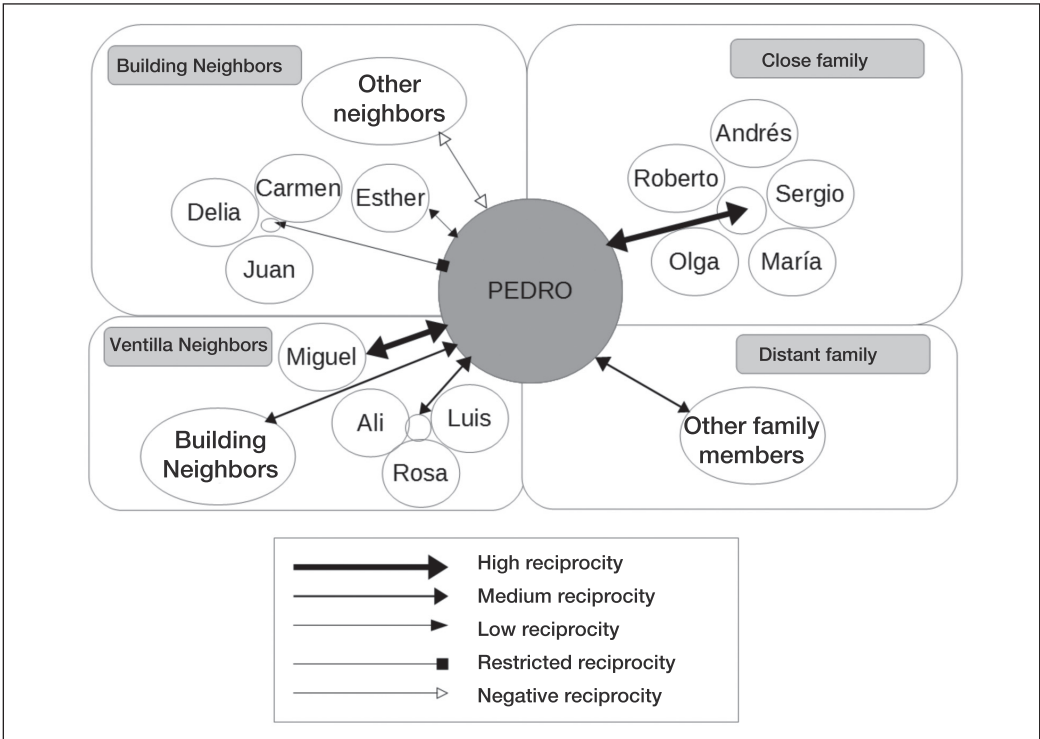 Building Neighbors
Other
neighbors
Carmen
Esther
Delia
Juan
Close family
Andrés
Roberto
Sergio
Olga
María
PEDRO
Ventilla Neighbors
Miguel
Ali
Luis
Rosa
Building
Neighbors
Distant family
Other family
members
High reciprocity
Medium reciprocity
Low reciprocity
Restricted reciprocity
Negative reciprocity